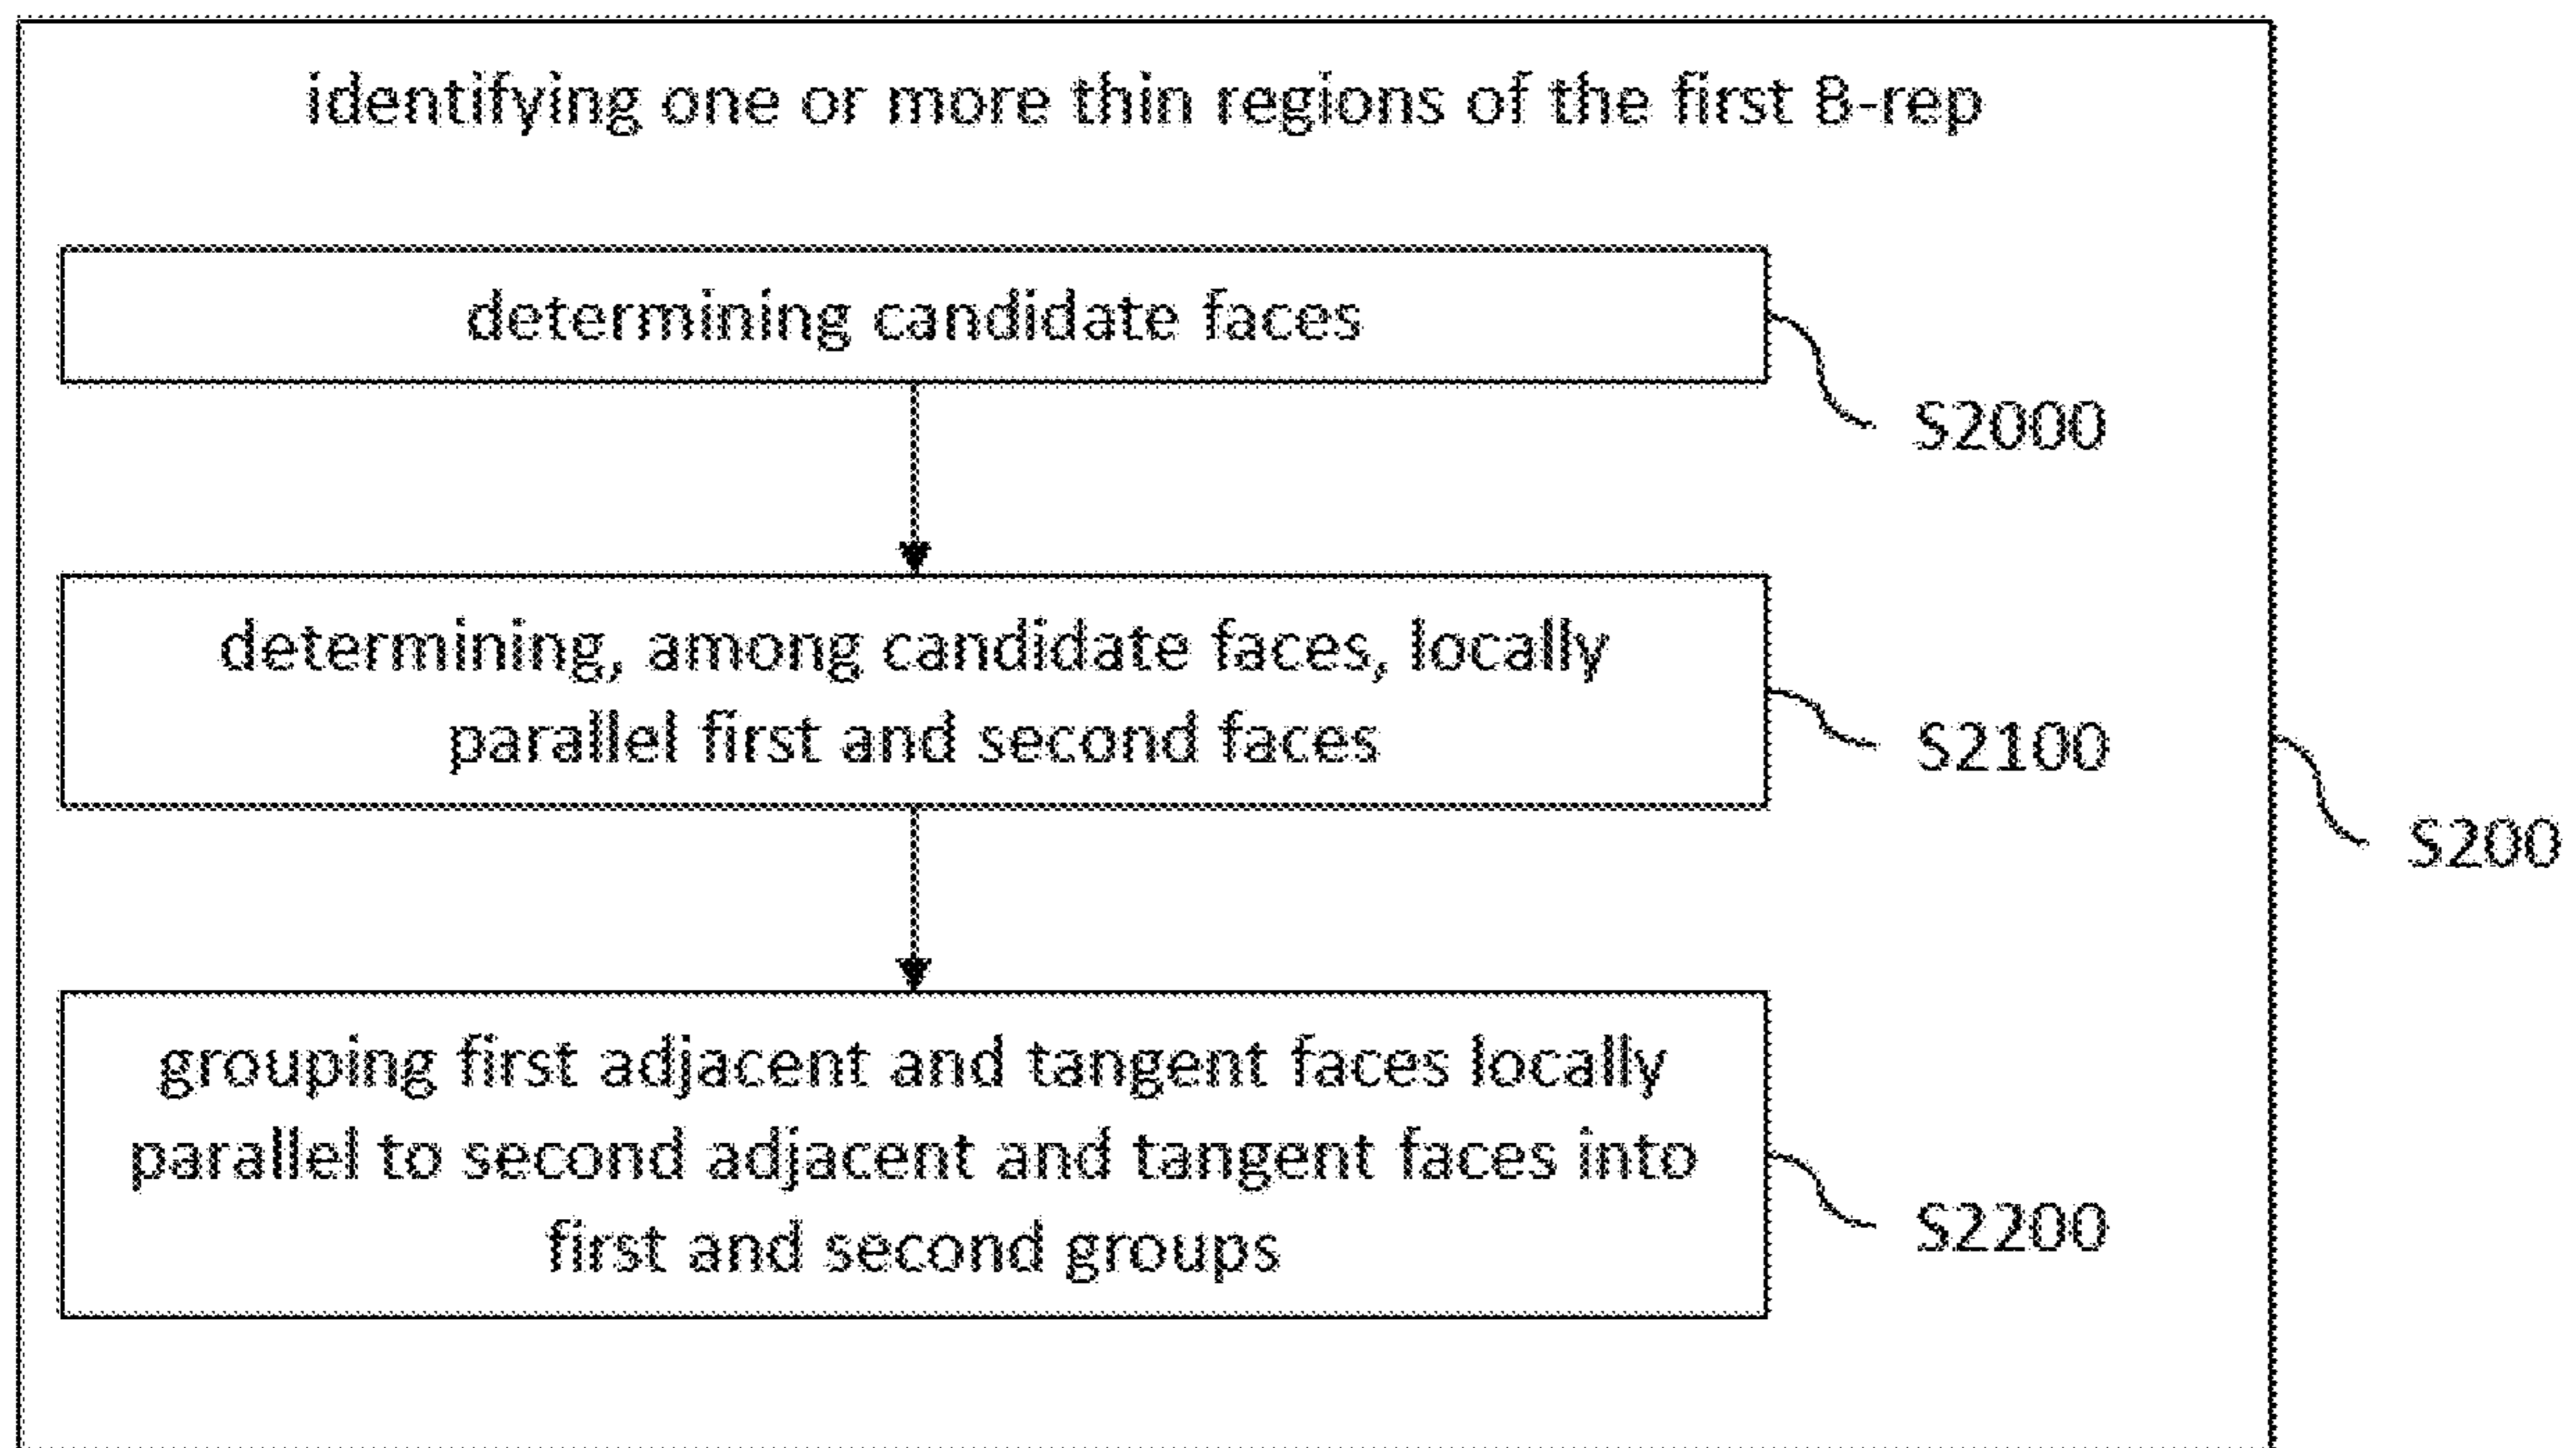 identifying one or more thin regions of the first B-rep
determining candidate faces
S2000
determining, among candidate faces, locally
parallel first and second faces
S2100
S200
grouping first adjacent and tangent faces locally
parallel to second adjacent and tangent faces into
first and second groups
S2200